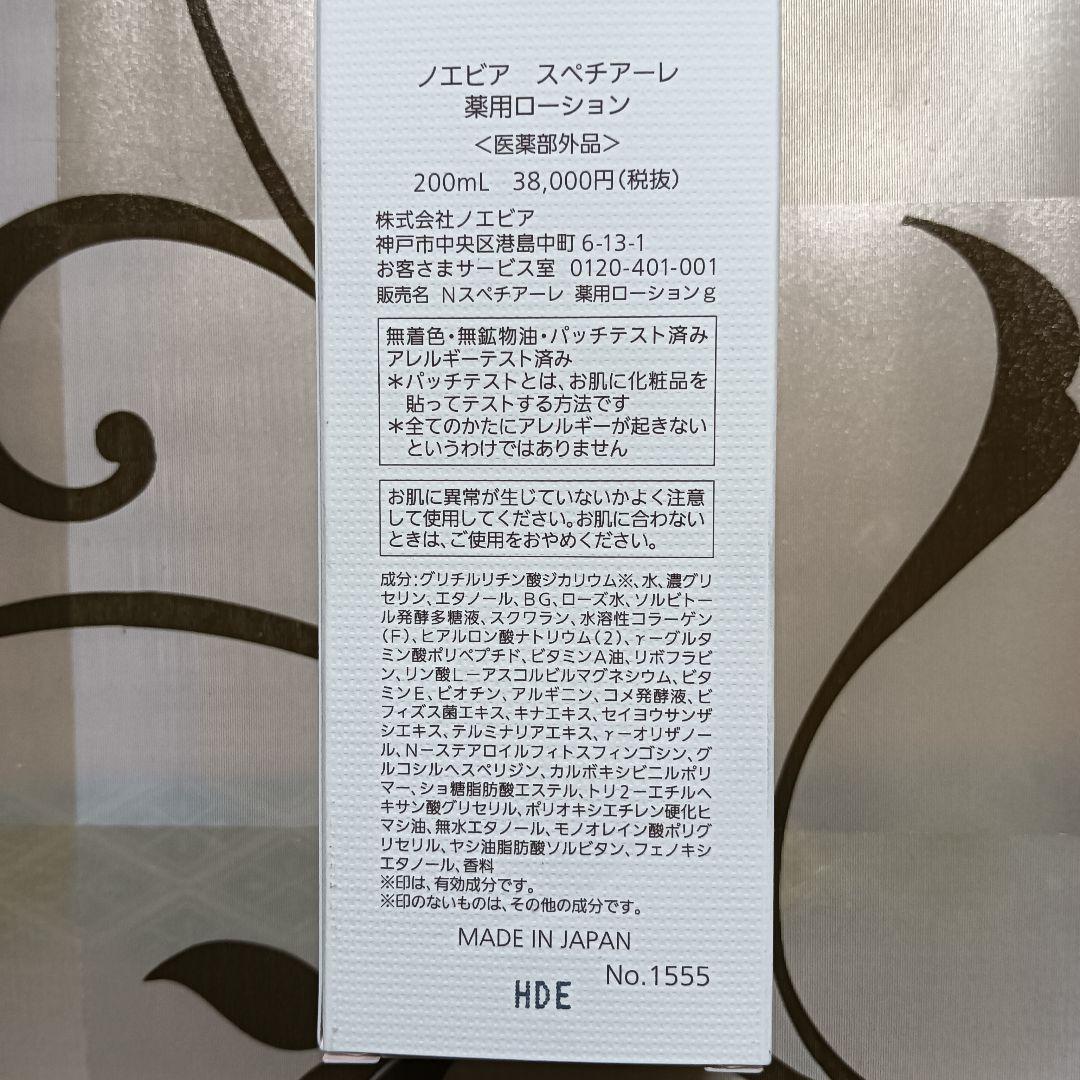 ノエビア　スペチアーレ
薬用ローション
＜医薬部外品＞
200mL　38,000円（税抜）
株式会社ノエビア
神戸市中央区港島中町6-13-1
お客さまサービス室　0120-401-001
販売名　Nスペチアーレ　薬用ローションg
無着色・無鉱物油・パッチテスト済み
アレルギーテスト済み
＊パッチテストとは、お肌に化粧品を
貼ってテストする方法です
＊全てのかたにアレルギーが起きない
というわけではありません
お肌に異常が生じていないかよく注意
して使用してください。お肌に合わない
ときは、ご使用をおやめください。
成分：グリチルリチン酸ジカリウム※、水、濃グリ
セリン、エタノール、BG、ローズ水、ソルビトー
ル発酵多糖液、スクワラン、水溶性コラーゲン
（F）、ヒアルロン酸ナトリウム（2）、γーグルタ
ミン酸ポリペプチド、ビタミンA油、リボフラビ
ン、リン酸LーアスコルビルマグネシウムI、ビタ
ミンE、ビオチン、アルギニン、コメ発酵液、ビ
フィズス菌エキス、キナエキス、セイヨウサンザ
シエキス、テルミナリアエキス、γーオリザノー
ル、Nーステアロイルフィトスフィンゴシン、グ
ルコシルヘスペリジン、カルボキシビニルポリ
マー、ショ糖脂肪酸エステル、トリ2ーエチルヘ
キサン酸グリセリル、ポリオキシエチレン硬化ヒ
マシ油、無水エタノール、モノオレイン酸ポリグ
リセリル、ヤシ油脂肪酸ソルビタン、フェノキシ
エタノール、香料
※印は、有効成分です。
※印のないものは、その他の成分です。
MADE IN JAPAN
No.1555
HDE